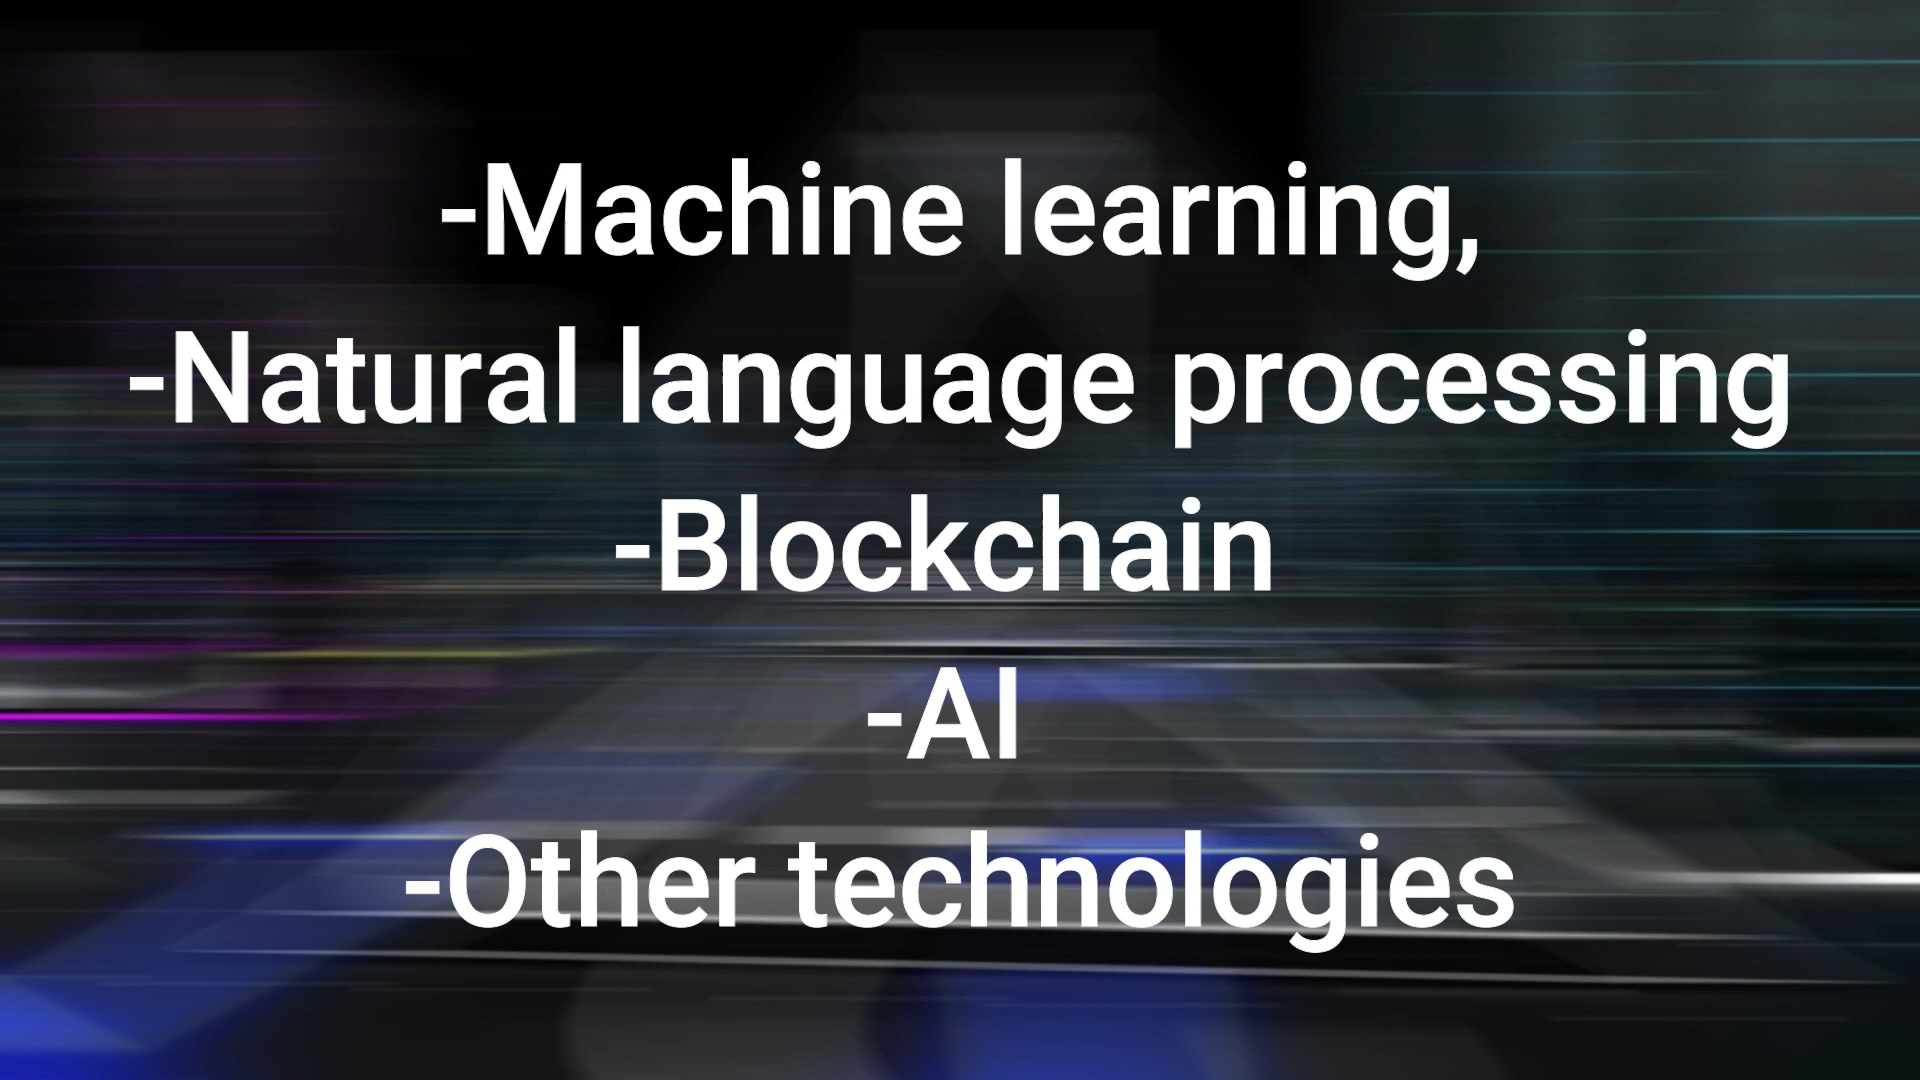 -Machine learning,
-Natural language processing
-Blockchain
-AI
-Other technologies